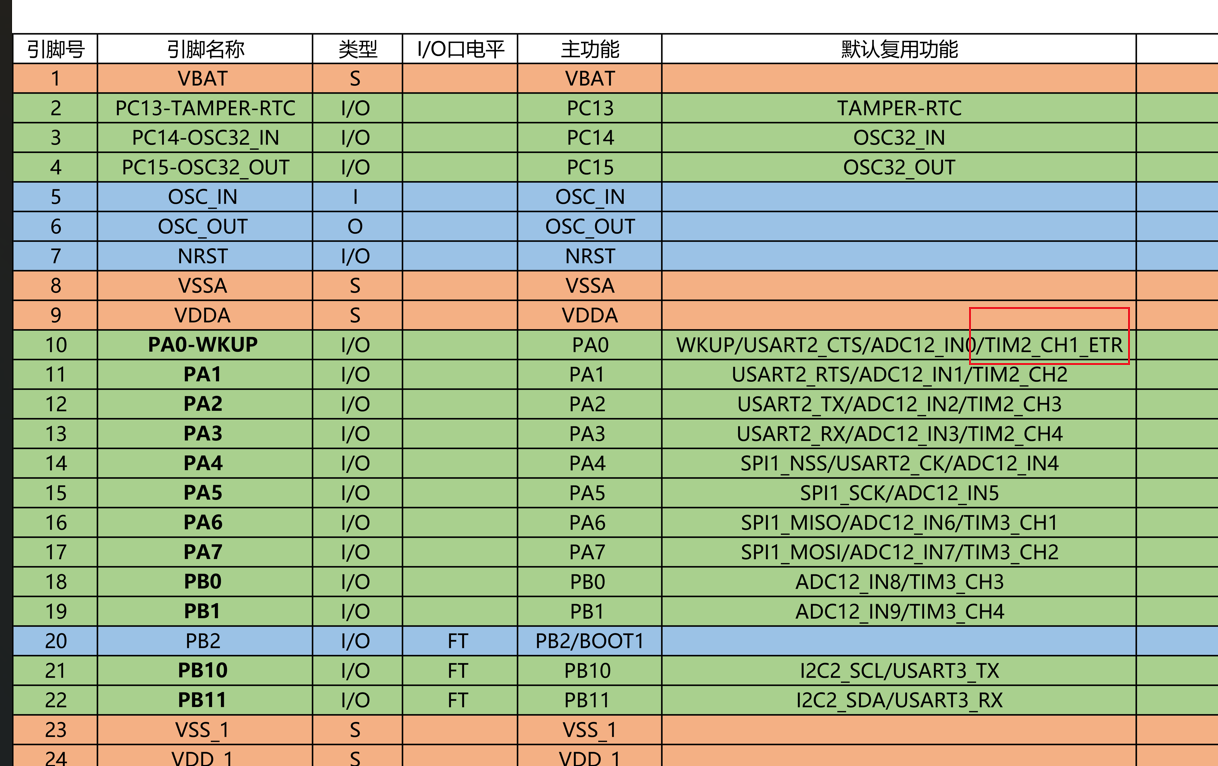 引脚号 引脚名称 类型 I/O口电平 主功能 默认复用功能
1 VBAT S VBAT
2 PC13-TAMPER-RTC I/O PC13 TAMPER-RTC
3 PC14-OSC32_IN I/O PC14 OSC32_IN
4 PC15-OSC32_OUT I/O PC15 OSC32_OUT
5 OSC_IN I OSC_IN
6 OSC_OUT O OSC_OUT
7 NRST I/O NRST
8 VSSA S VSSA
9 VDDA S VDDA
10 PA0-WKUP I/O PA0 WKUP/USART2_CTS/ADC12_IN0/TIM2_CH1_ETR
11 PA1 I/O PA1 USART2_RTS/ADC12_IN1/TIM2_CH2
12 PA2 I/O PA2 USART2_TX/ADC12_IN2/TIM2_CH3
13 PA3 I/O PA3 USART2_RX/ADC12_IN3/TIM2_CH4
14 PA4 I/O PA4 SPI1_NSS/USART2_CK/ADC12_IN4
15 PA5 I/O PA5 SPI1_SCK/ADC12_IN5
16 PA6 I/O PA6 SPI1_MISO/ADC12_IN6/TIM3_CH1
17 PA7 I/O PA7 SPI1_MOSI/ADC12_IN7/TIM3_CH2
18 PB0 I/O PB0 ADC12_IN8/TIM3_CH3
19 PB1 I/O PB1 ADC12_IN9/TIM3_CH4
20 PB2 I/O FT PB2/BOOT1
21 PB10 I/O FT PB10 I2C2_SCL/USART3_TX
22 PB11 I/O FT PB11 I2C2_SDA/USART3_RX
23 VSS_1 S VSS_1
24 VDD_1 S VDD_1